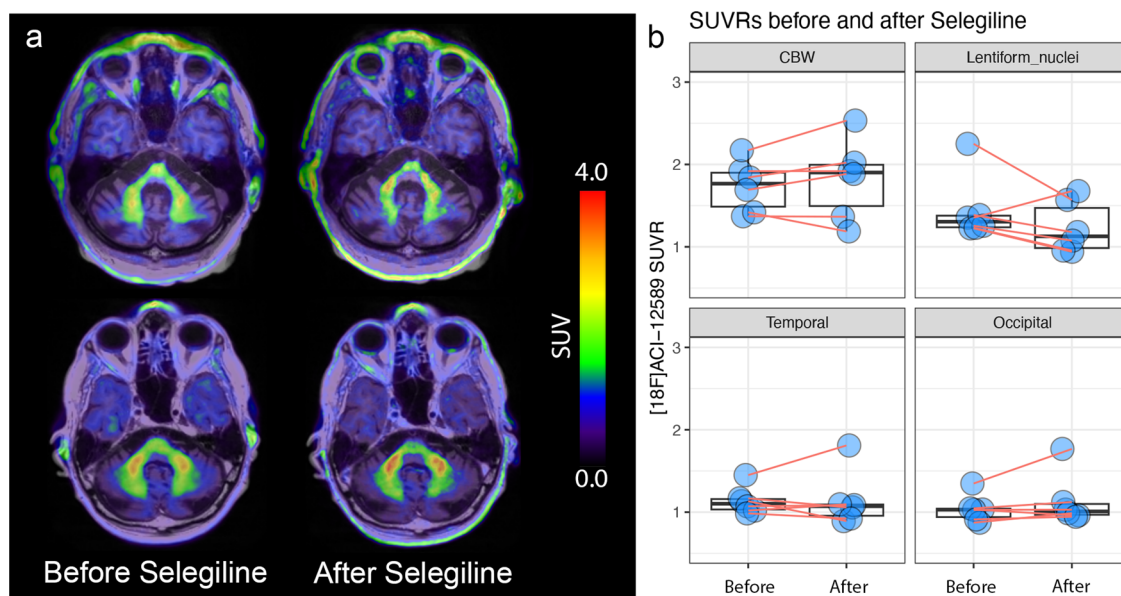 a
4.0
SUV
0.0
Before Selegiline
After Selegiline
b
SUVRs before and after Selegiline
CBW
Lentiform_nuclei
3
2
1
[18F]ACI−12589 SUVR
Temporal
Occipital
3
2
1
Before
After
Before
After